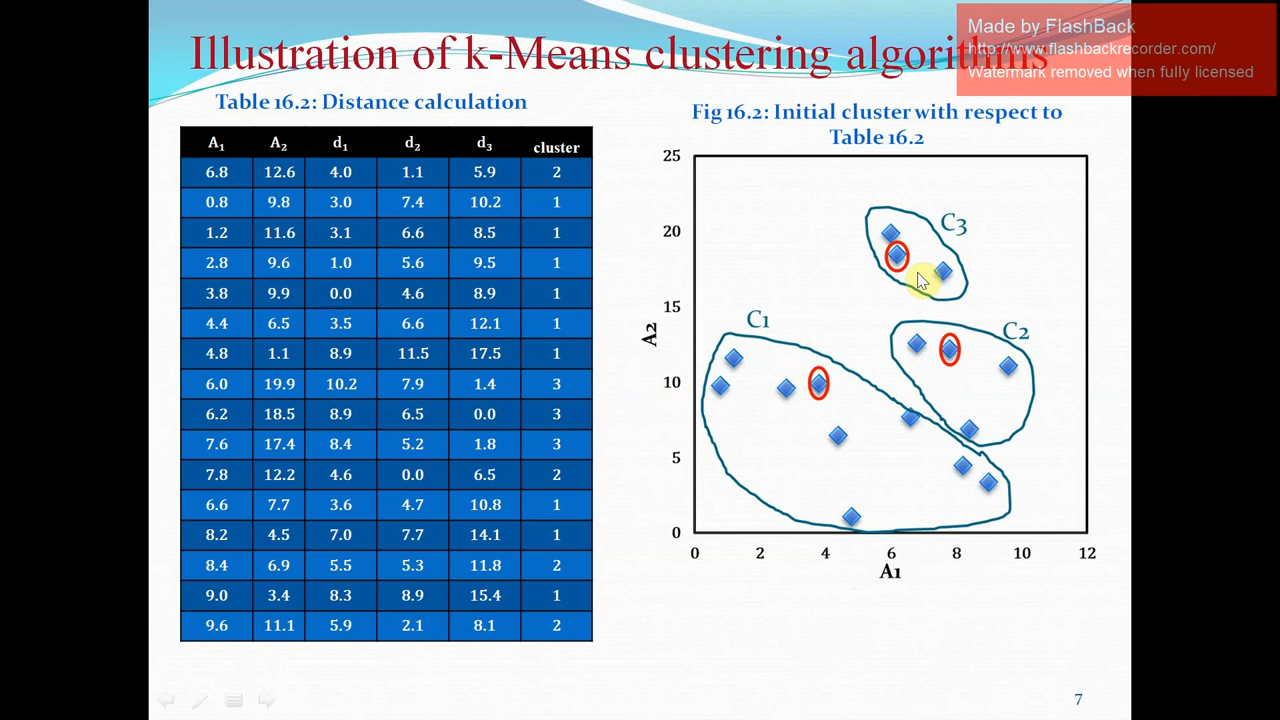 Made by FlashBack
http://www.flashbackrecorder.com/
Watermark removed when fully licensed
Illustration of k-Means clustering algorithms
Table 16.2: Distance calculation
A₁ A₂ d₁ d₂ d₃ cluster
6.8 12.6 4.0 1.1 5.9 2
0.8 9.8 3.0 7.4 10.2 1
1.2 11.6 3.1 6.6 8.5 1
2.8 9.6 1.0 5.6 9.5 1
3.8 9.9 0.0 4.6 8.9 1
4.4 6.5 3.5 6.6 12.1 1
4.8 1.1 8.9 11.5 17.5 1
6.0 19.9 10.2 7.9 1.4 3
6.2 18.5 8.9 6.5 0.0 3
7.6 17.4 8.4 5.2 1.8 3
7.8 12.2 4.6 0.0 6.5 2
6.6 7.7 3.6 4.7 10.8 1
8.2 4.5 7.0 7.7 14.1 1
8.4 6.9 5.5 5.3 11.8 2
9.0 3.4 8.3 8.9 15.4 1
9.6 11.1 5.9 2.1 8.1 2
Fig 16.2: Initial cluster with respect to
Table 16.2
25
20
15
10
5
0
A2
C3
C1
C2
0 2 4 6 8 10 12
A1
7